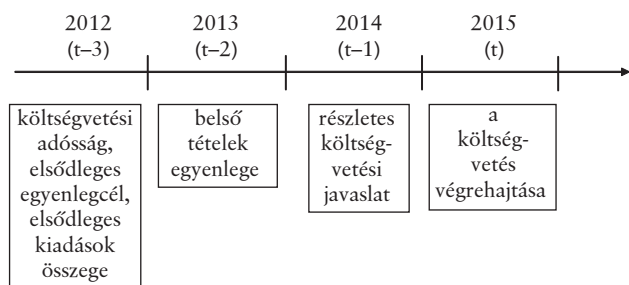 2012 2013 2014 2015
(t–3) (t–2) (t–1) (t)
költségvetési
adósság,
elsődleges
egyenlegcél,
elsődleges
kiadások
összege
belső
tételek
egyenlege
részletes
költség-
vetési
javaslat
a
költség-
vetés
végrehajtása